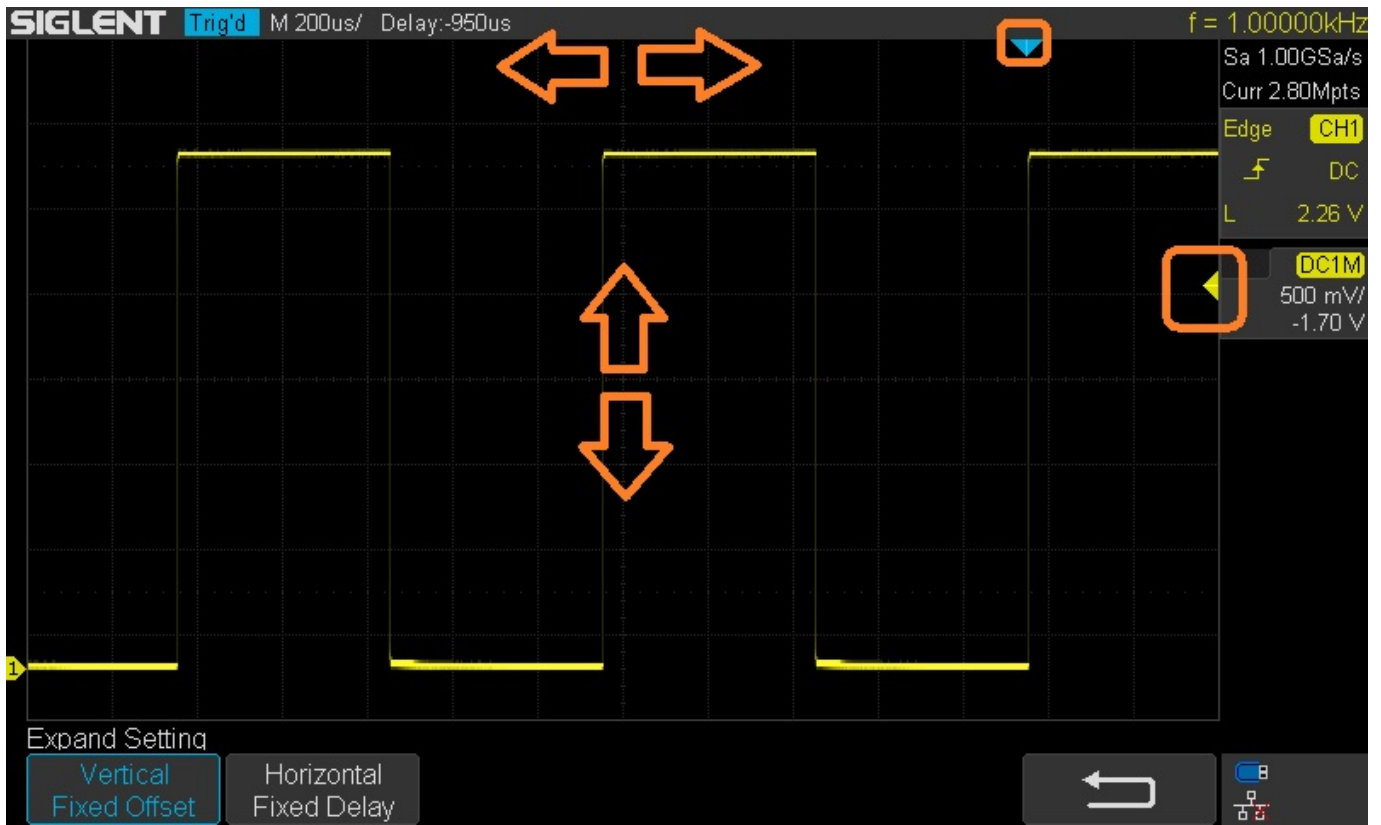 SIGLENT Trig'd M 200us/ Delay:-950us f = 1.00000kHz
Sa 1.00GSa/s
Curr 2.80Mpts
Edge CH1
DC
L 2.26 V
DC1M
500 mV/
-1.70 V
1
Expand Setting
Vertical
Fixed Offset
Horizontal
Fixed Delay